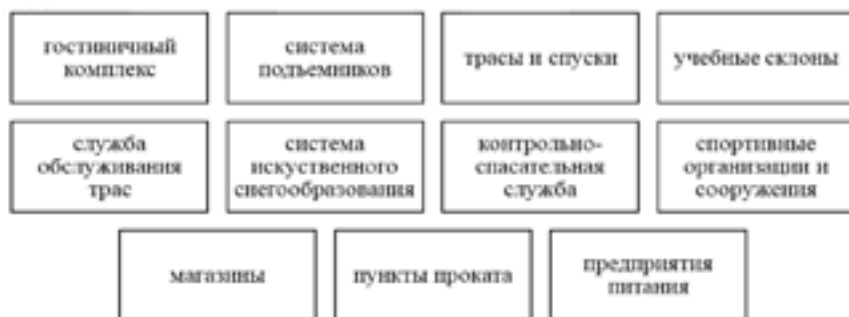 гостиничный
комплекс
система
подъемников
трасы и спуски
учебные склоны
служба
обслуживания
трас
система
искуственного
снегообразования
контрольно-
спасательная
служба
спортивные
организации и
сооружения
магазины
пункты проката
предприятия
питания